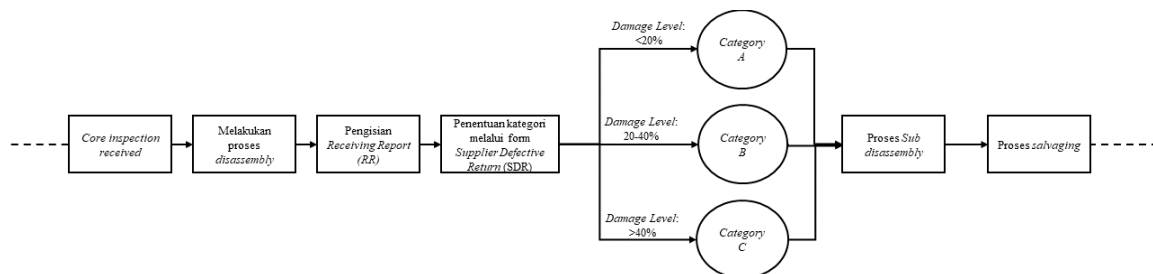 Core inspection
received
Melakukan
proses
disassembly
Pengisian
Receiving Report
(RR)
Penentuan kategori
melalui form
Supplier Defective
Return (SDR)
Damage Level:
<20%
Category
A
Damage Level:
20-40%
Category
B
Damage Level:
>40%
Category
C
Proses Sub
disassembly
Proses salvaging